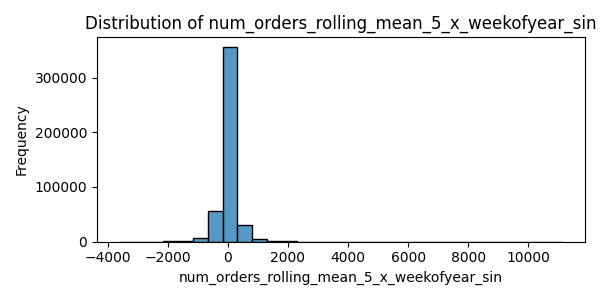 Distribution of num_orders_rolling_mean_5_x_weekofyear_sin
Frequency
300000
200000
100000
0
−4000 −2000 0 2000 4000 6000 8000 10000
num_orders_rolling_mean_5_x_weekofyear_sin